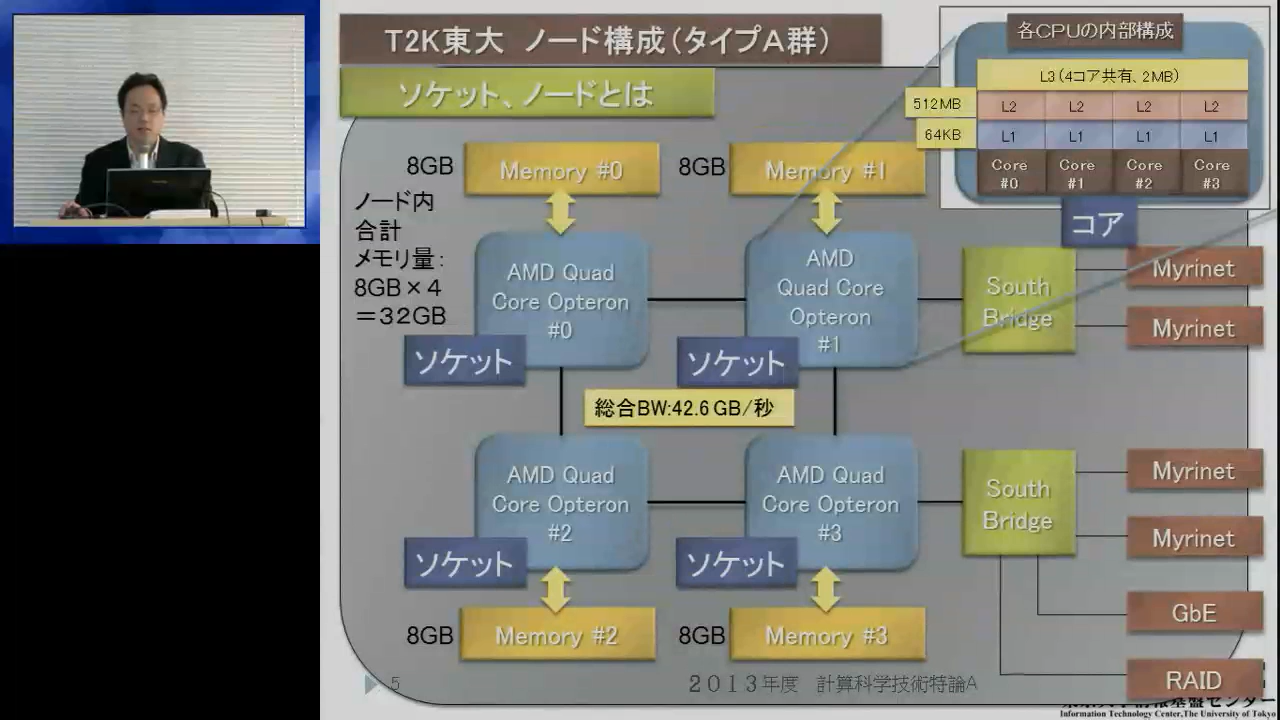 T2K東大 ノード構成(タイプA群)
ソケット、ノードとは
各CPUの内部構成
L3(4コア共有、2MB)
512MB
L2 L2 L2 L2
64KB
L1 L1 L1 L1
Core #0
Core #1
Core #2
Core #3
コア
8GB
Memory #0
8GB
Memory #1
ノード内
合計
メモリ量:
8GB×4
=32GB
AMD Quad
Core Opteron
#0
ソケット
AMD
Quad Core
Opteron
#1
ソケット
South
Bridge
Myrinet
Myrinet
総合BW:42.6GB/秒
AMD Quad
Core Opteron
#2
ソケット
AMD Quad
Core Opteron
#3
ソケット
South
Bridge
Myrinet
Myrinet
GbE
RAID
8GB
Memory #2
8GB
Memory #3
5
2013年度 計算科学技術特論A
Information Technology Center,The University of Tokyo